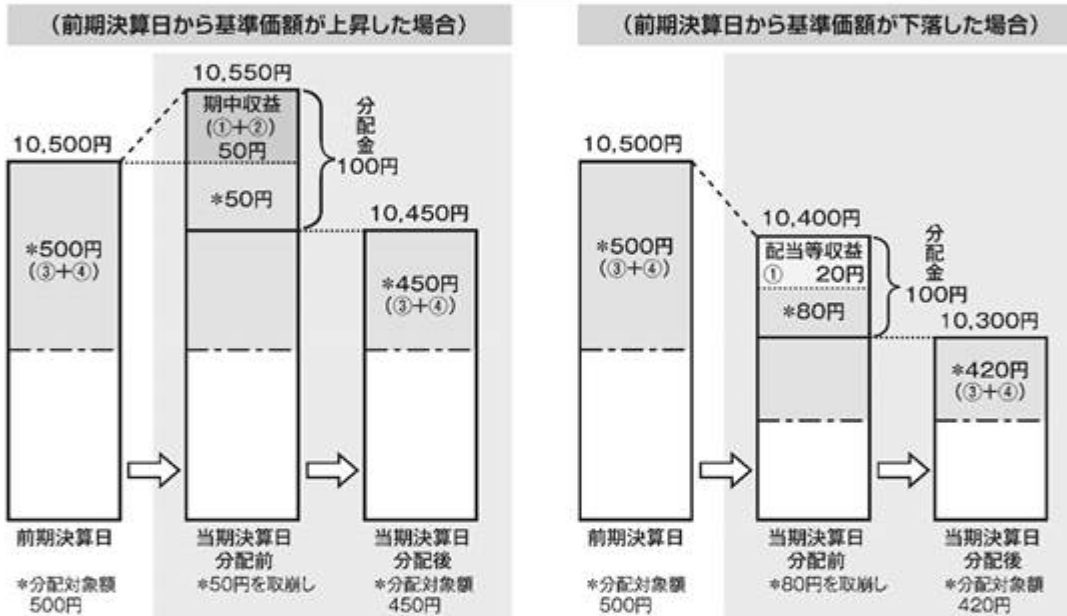 (前期決算日から基準価額が上昇した場合)
10,550円
期中収益
(①+②)
50円
*50円
分配金
100円
10,500円
*500円
(③+④)
10,450円
*450円
(③+④)
前期決算日
*分配対象額
500円
当期決算日
分配前
*50円を取崩し
当期決算日
分配後
*分配対象額
450円
(前期決算日から基準価額が下落した場合)
10,500円
*500円
(③+④)
10,400円
配当等収益
① 20円
*80円
分配金
100円
10,300円
*420円
(③+④)
前期決算日
*分配対象額
500円
当期決算日
分配前
*80円を取崩し
当期決算日
分配後
*分配対象額
420円